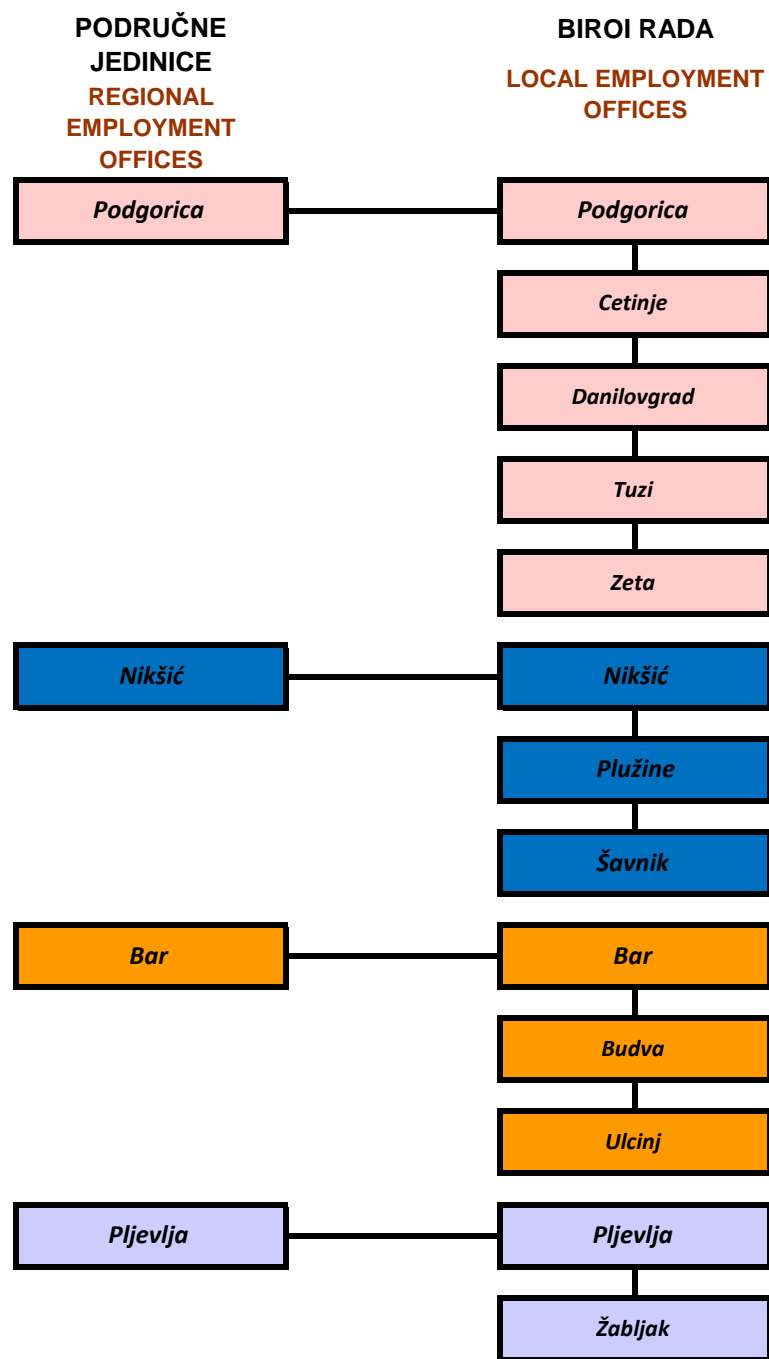 PODRUČNE
JEDINICE
REGIONAL
EMPLOYMENT
OFFICES
BIROI RADA
LOCAL EMPLOYMENT
OFFICES
Podgorica
Podgorica
Cetinje
Danilovgrad
Tuzi
Zeta
Nikšić
Nikšić
Plužine
Šavnik
Bar
Bar
Budva
Ulcinj
Pljevlja
Pljevlja
Žabljak